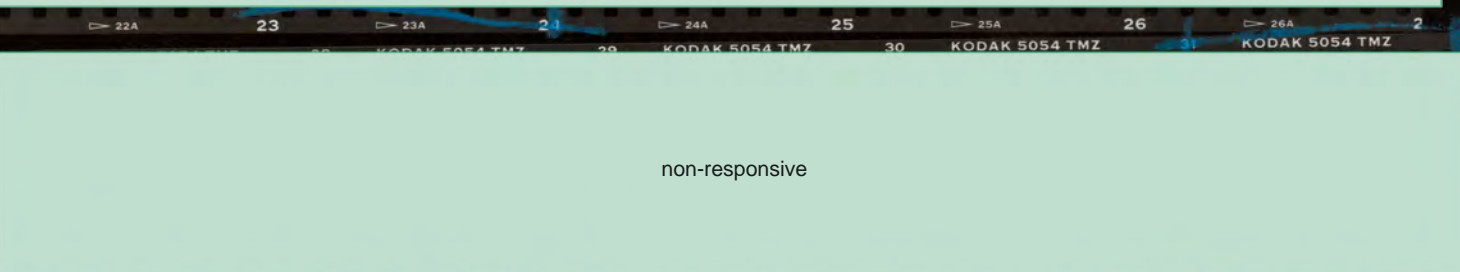 ▷ 22A 23 ▷ 23A 24 ▷ 24A 25 ▷ 25A 26 ▷ 26A 2
KODAK 5054 TMZ 29 KODAK 5054 TMZ 30 KODAK 5054 TMZ 31 KODAK 5054 TMZ
non-responsive